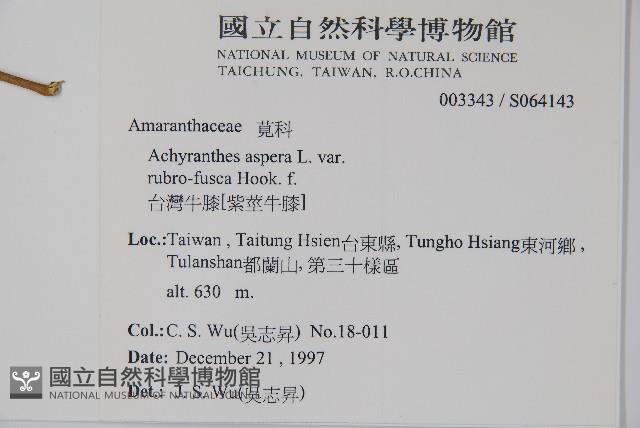 國立自然科學博物館
NATIONAL MUSEUM OF NATURAL SCIENCE
TAICHUNG, TAIWAN, R.O.CHINA
003343 / S064143
Amaranthaceae 莧科
Achyranthes aspera L. var.
rubro-fusca Hook. f.
台灣牛膝[紫莖牛膝]
Loc.:Taiwan , Taitung Hsien台東縣, Tungho Hsiang東河鄉 ,
Tulanshan都蘭山, 第三十樣區
alt. 630 m.
Col.:C. S. Wu(吳志昇) No.18-011
Date: December 21 , 1997
Det.: J. S. Wu(吳志昇)
國立自然科學博物館
NATIONAL MUSEUM OF NATURAL SCIENCE